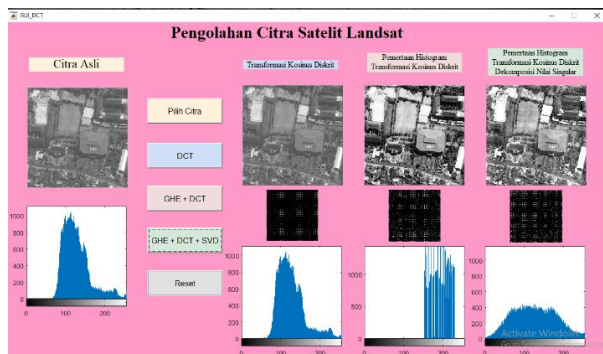 GUI_DCT
Pengolahan Citra Satelit Landsat
Citra Asli
Transformasi Kosinus Diskrit
Pemertaan Histogram
Transformasi Kosinus Diskrit
Pemertaan Histogram
Transformasi Kosinus Diskrit
Dekomposisi Nilai Singular
Pilih Citra
DCT
GHE + DCT
GHE + DCT + SVD
Reset
1000
800
600
400
200
0
0 100 200
1000
800
600
400
200
0
0 100 200
1000
500
0
0 100 200
1000
800
600
400
200
0
0 100 200
Activate Windows
Go to Settings